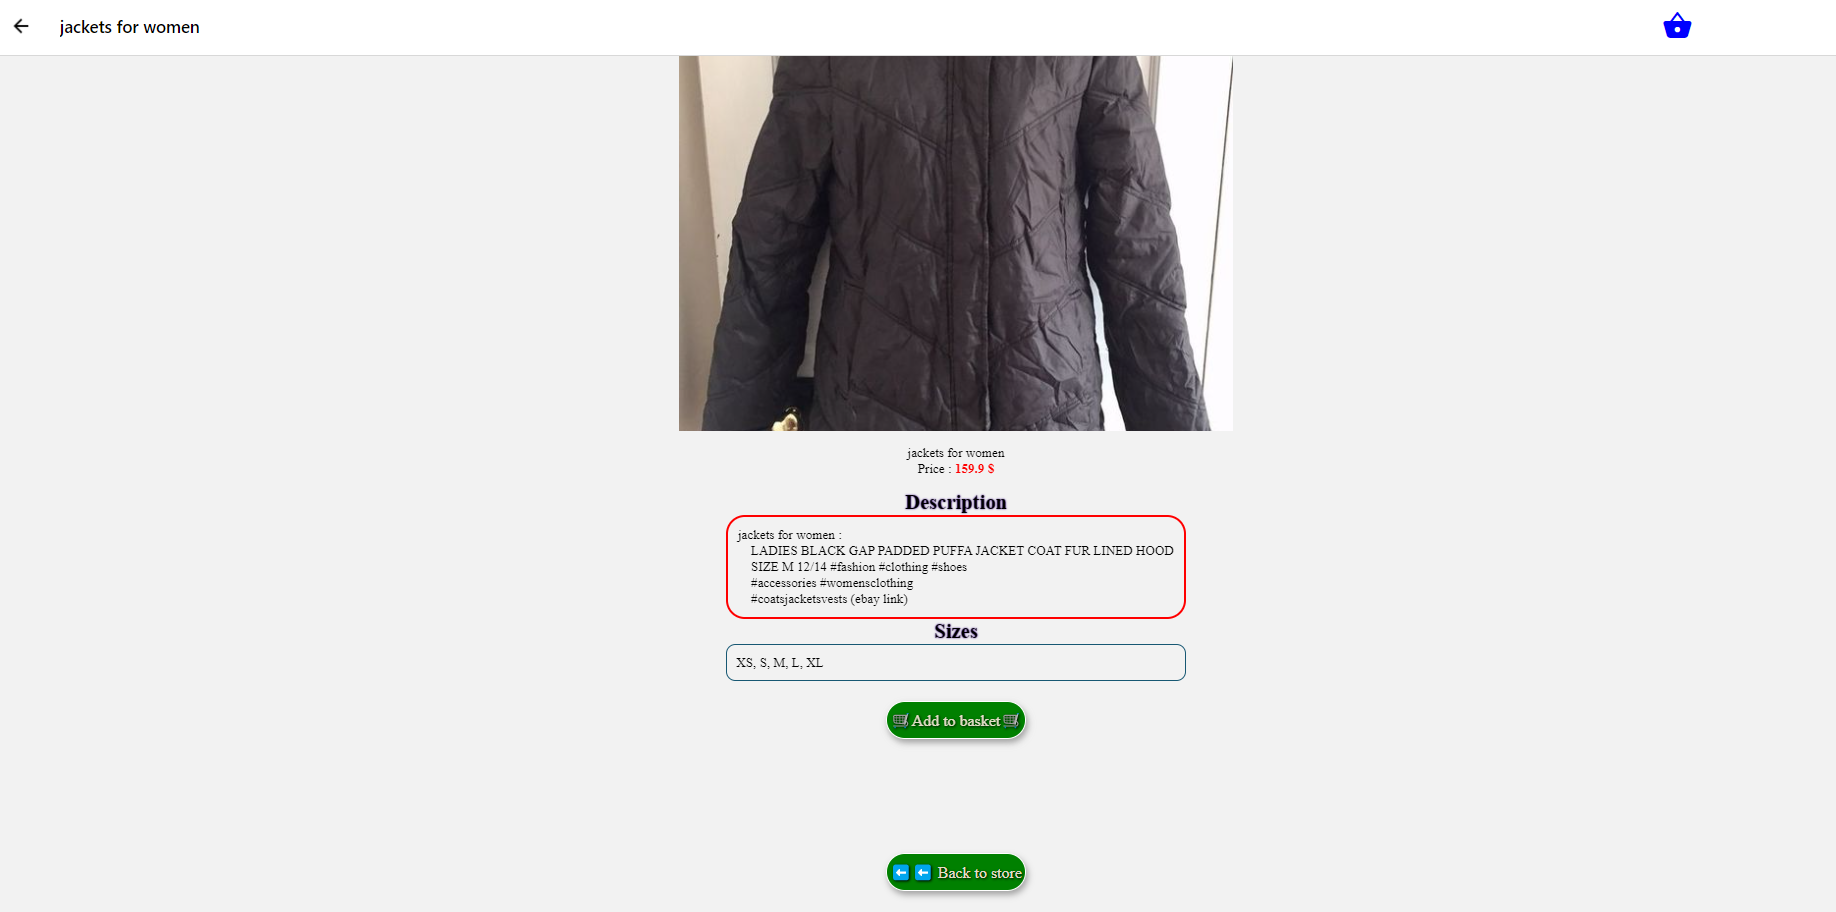 jackets for women
jackets for women
Price : 159.9 $
Description
jackets for women :
LADIES BLACK GAP PADDED PUFFA JACKET COAT FUR LINED HOOD
SIZE M 12/14 #fashion #clothing #shoes
#accessories #womensclothing
#coatsjacketsvests (ebay link)
Sizes
XS, S, M, L, XL
🛒 Add to basket 🛒
⬅️ ⬅️ Back to store